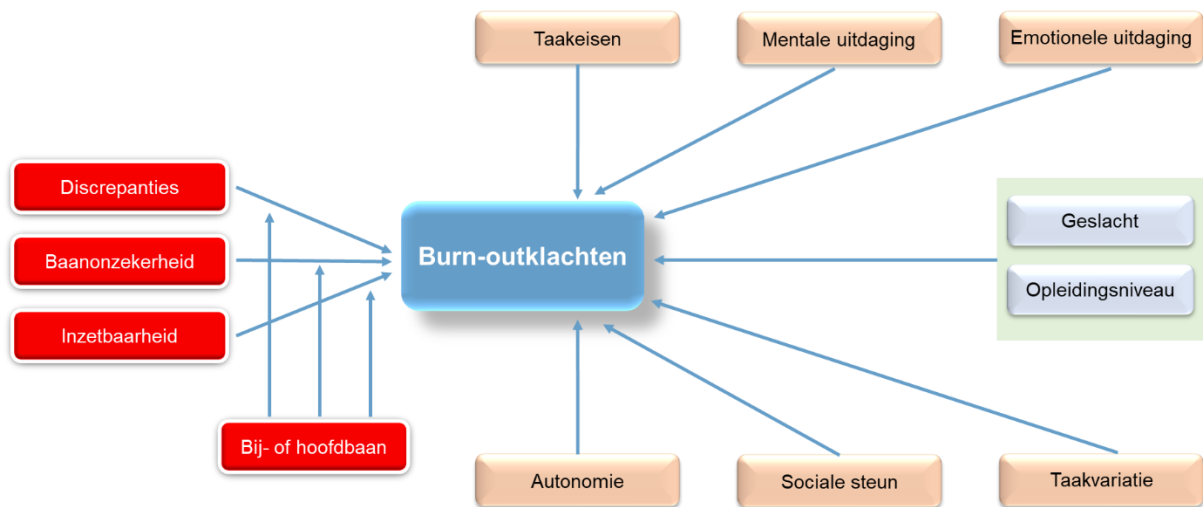 Taakeisen
Mentale uitdaging
Emotionele uitdaging
Discrepanties
Baanonzekerheid
Inzetbaarheid
Bij- of hoofdbaan
Burn-outklachten
Geslacht
Opleidingsniveau
Autonomie
Sociale steun
Taakvariatie